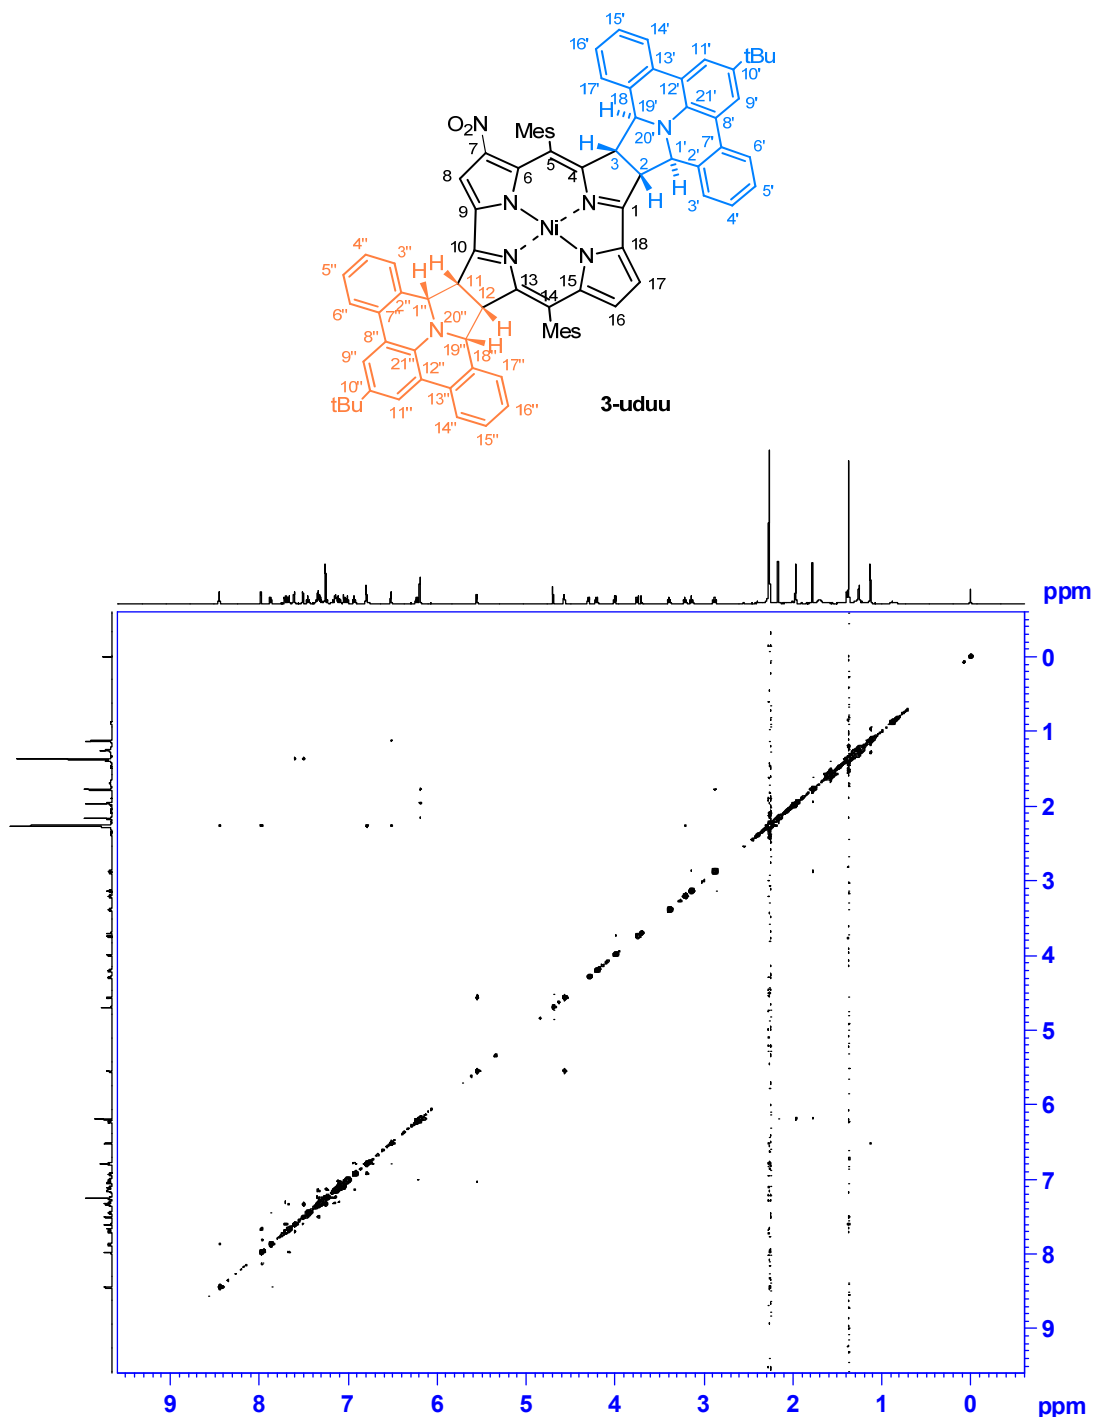 15' 14'
16' 13' 11' tBu
17' 12' 10'
18 19' 21' 9'
H N 8'
O2N Mes 20' 7' 6'
7 5 H 3 2 1' 2'
8 6 4 H H 3' 5'
N N 1 4'
9 Ni
10 N N 18
4'' 3'' H H 11 13 15 17
5'' 2'' 1'' 12 14 16
6'' 7'' 20'' H Mes
8'' N H
9'' 21'' 19'' 18''
12'' 17''
10'' 13'' 16''
tBu 11'' 14'' 15''
3-uduu
ppm
0
1
2
3
4
5
6
7
8
9
9 8 7 6 5 4 3 2 1 0 ppm